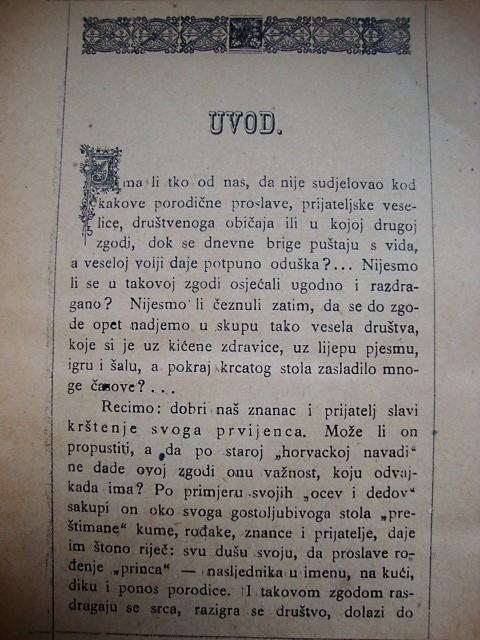 UVOD.
Ima li tko od nas, da nije sudjelovao kod
kakove porodične proslave, prijateljske vese-
lice, društvenoga običaja ili u kojoj drugoj
zgodi, dok se dnevne brige puštaju s vida,
a veseloj volji daje potpuno oduška?... Nijesmo
li se u takovoj zgodi osjećali ugodno i razdra-
gano? Nijesmo li čeznuli zatim, da se do zgo-
de opet nadjemo u skupu tako vesela društva,
koje si je uz kićene zdravice, uz lijepu pjesmu,
igru i šalu, a pokraj krcatog stola zasladilo mno-
ge časove?...
Recimo: dobri naš znanac i prijatelj slavi
krštenje svoga prvijenca. Može li on
propustiti, a da po staroj „horvackoj navadi“
ne dade ovoj zgodi onu važnost, koju odvaj-
kada ima? Po primjeru svojih „ocev i dedov“
sakupi on oko svoga gostoljubivoga stola „pre-
štimane“ kume, rođake, znance i prijatelje, daje
im štono riječ: svu dušu svoju, da proslave ro-
đenje „princa“ — nasljednika u imenu, na kući,
diku i ponos porodice. I takovom zgodom ras-
dragaju se srca, razigra se društvo, dolazi do